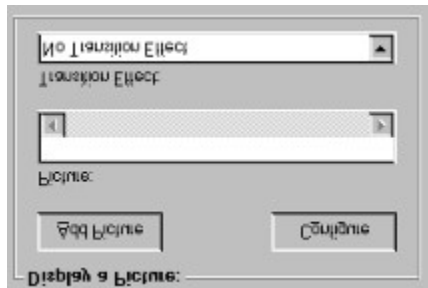 Display a Picture:
Add Picture Configure
Picture:
Transition Effect
No Transition Effect